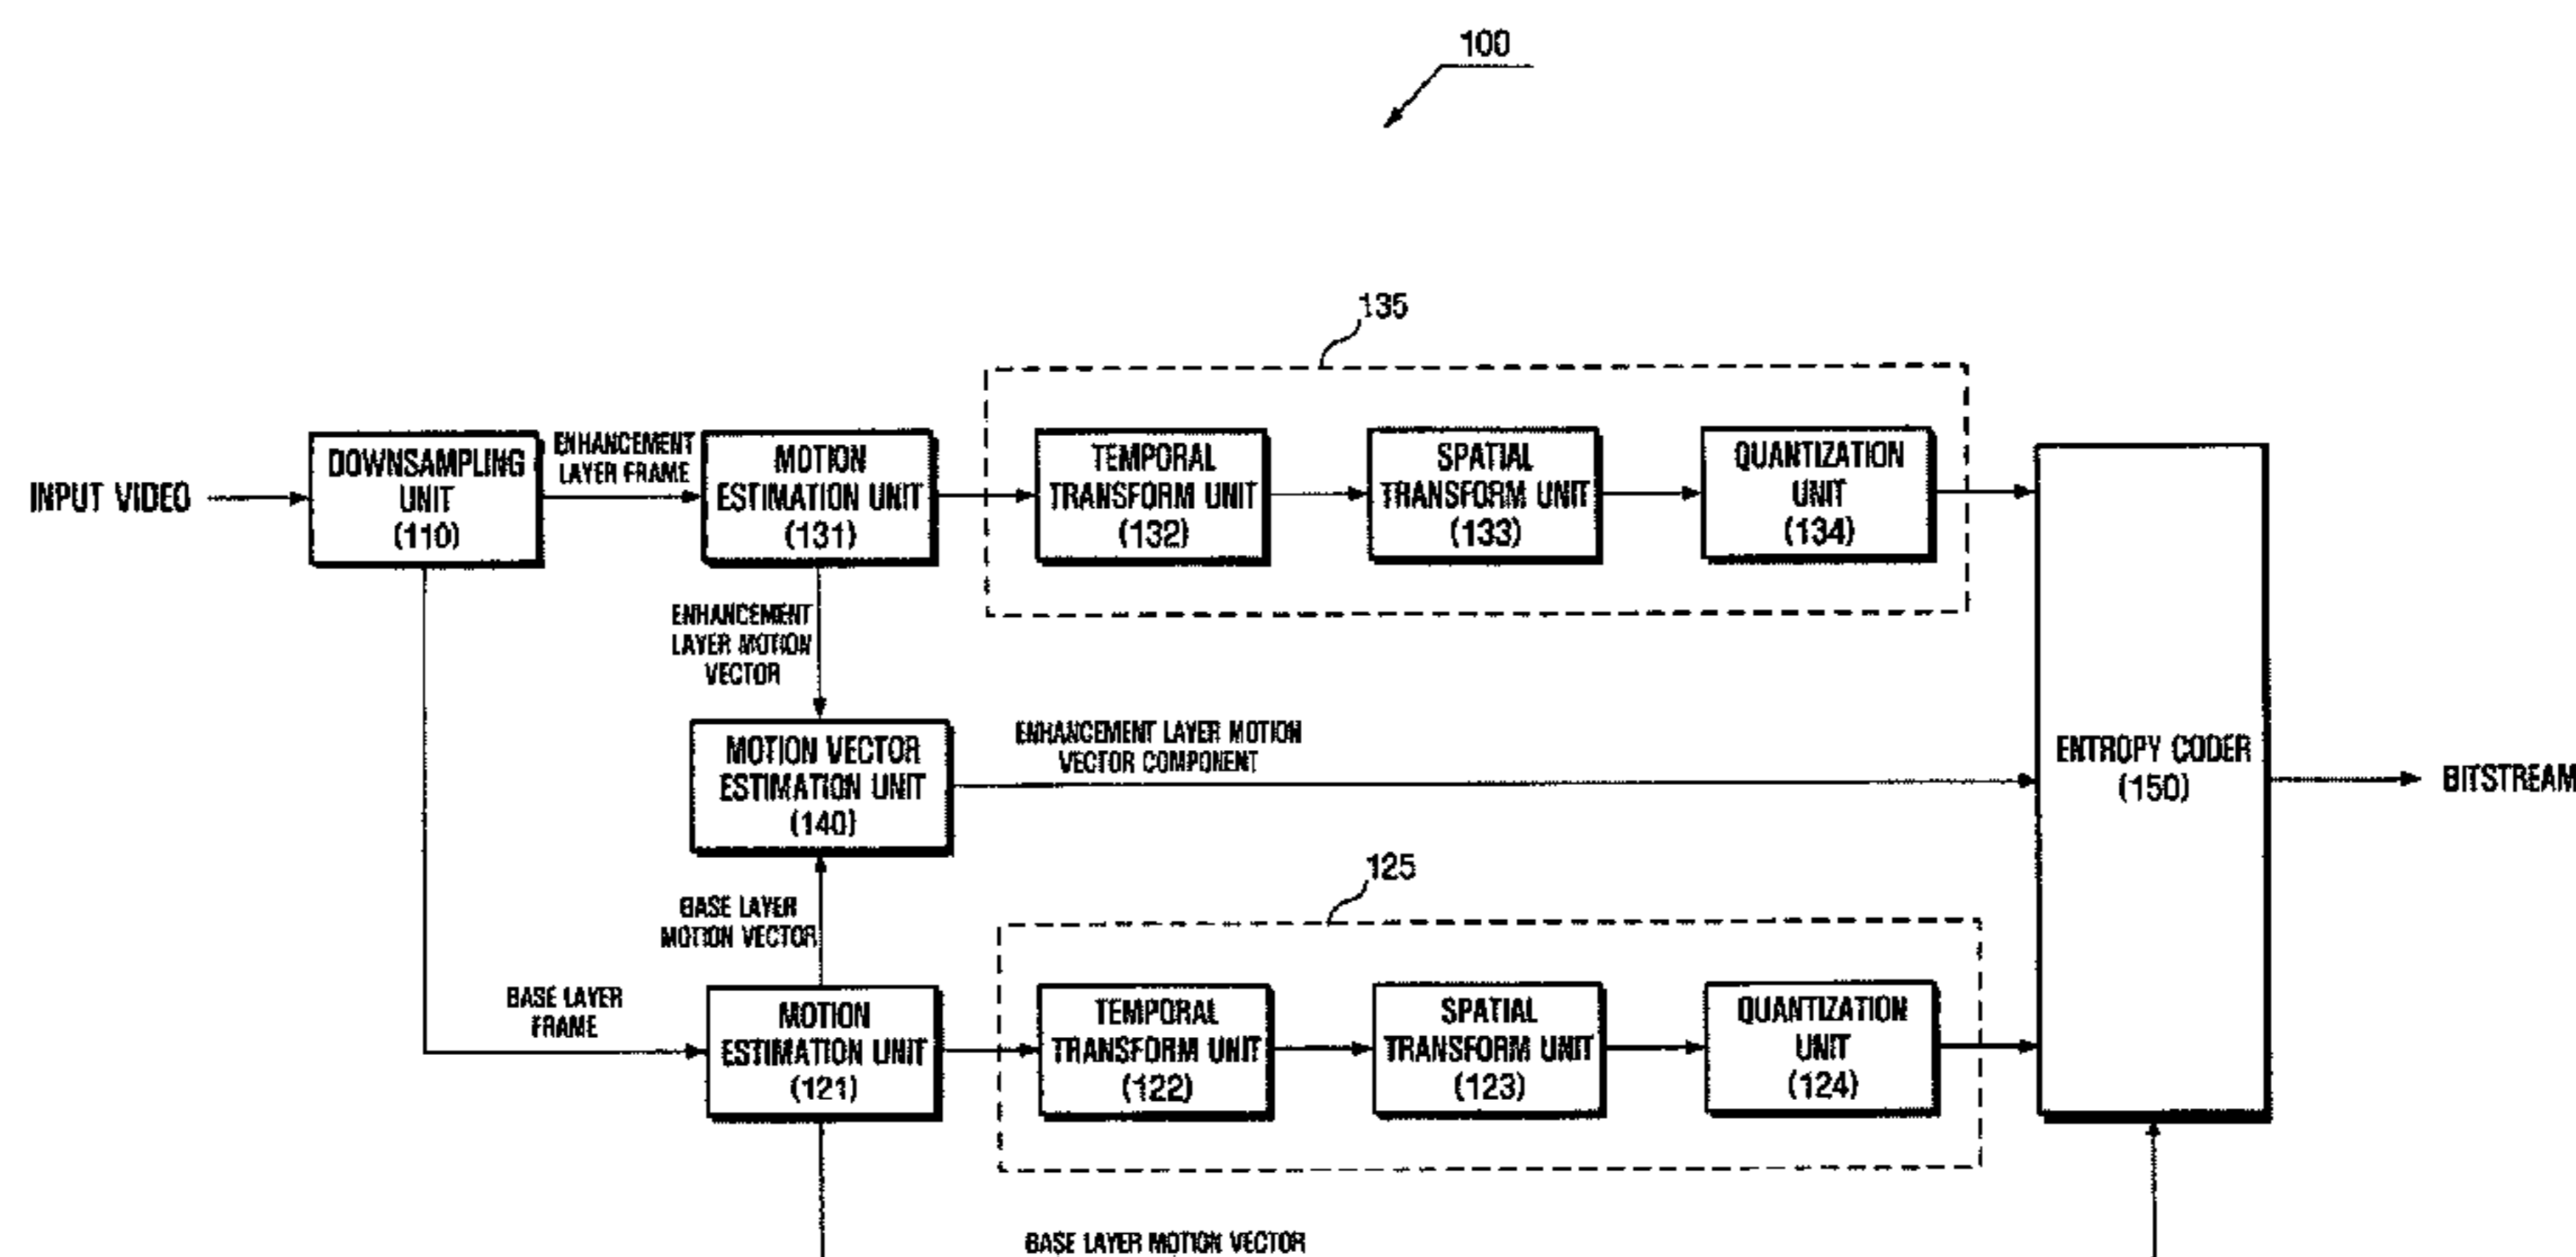 100
135
INPUT VIDEO
DOWNSAMPLING
UNIT
(110)
ENHANCEMENT
LAYER FRAME
MOTION
ESTIMATION UNIT
(131)
TEMPORAL
TRANSFORM UNIT
(132)
SPATIAL
TRANSFORM UNIT
(133)
QUANTIZATION
UNIT
(134)
ENHANCEMENT
LAYER MOTION
VECTOR
MOTION VECTOR
ESTIMATION UNIT
(140)
ENHANCEMENT LAYER MOTION
VECTOR COMPONENT
ENTROPY CODER
(150)
BITSTREAM
125
BASE LAYER
MOTION VECTOR
BASE LAYER
FRAME
MOTION
ESTIMATION UNIT
(121)
TEMPORAL
TRANSFORM UNIT
(122)
SPATIAL
TRANSFORM UNIT
(123)
QUANTIZATION
UNIT
(124)
BASE LAYER MOTION VECTOR